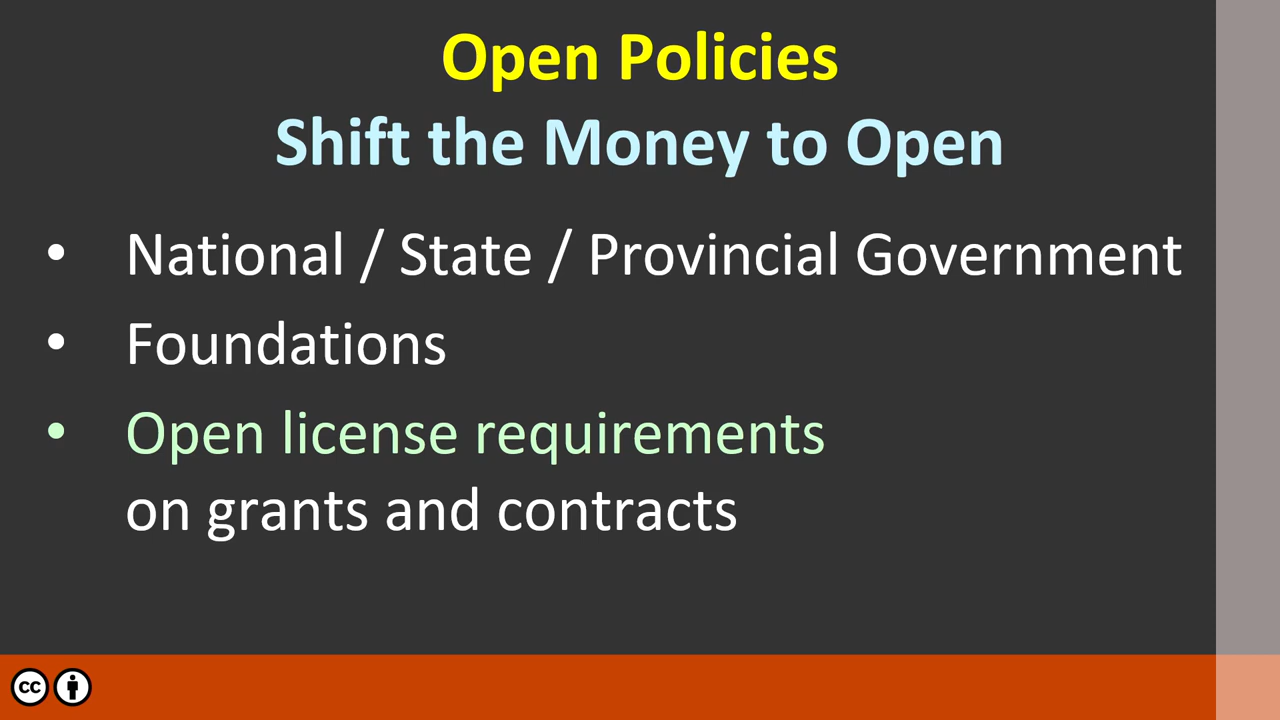 Open Policies
Shift the Money to Open
• National / State / Provincial Government
• Foundations
• Open license requirements
on grants and contracts
cc